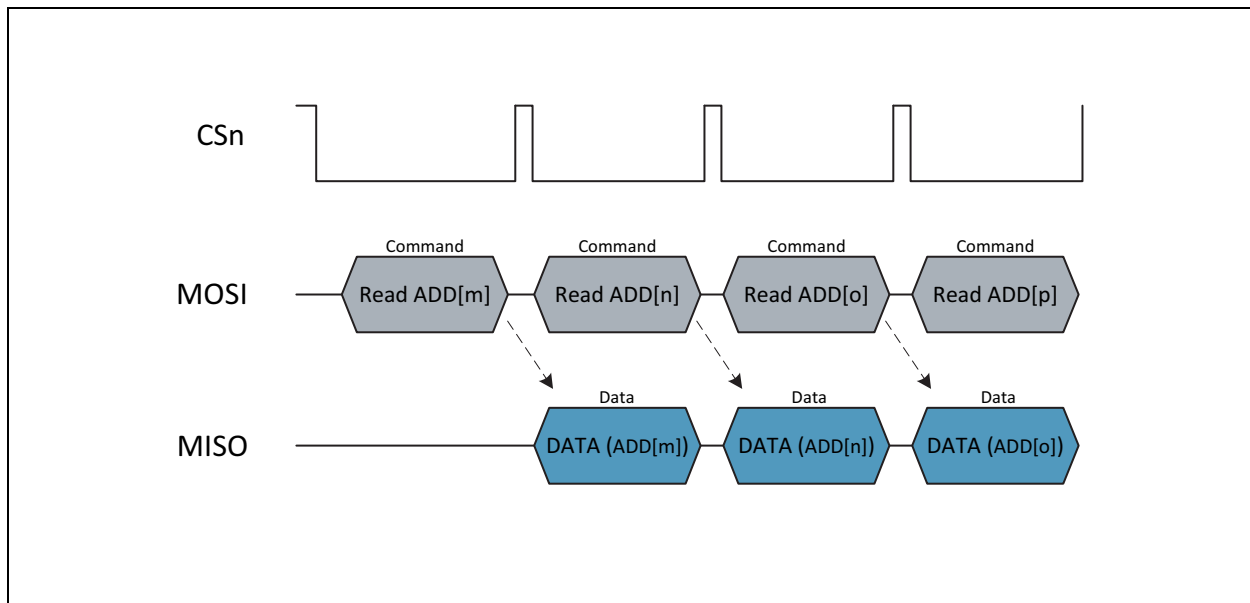 CSn
Command Command Command Command
MOSI Read ADD[m] Read ADD[n] Read ADD[o] Read ADD[p]
Data Data Data
MISO DATA (ADD[m]) DATA (ADD[n]) DATA (ADD[o])